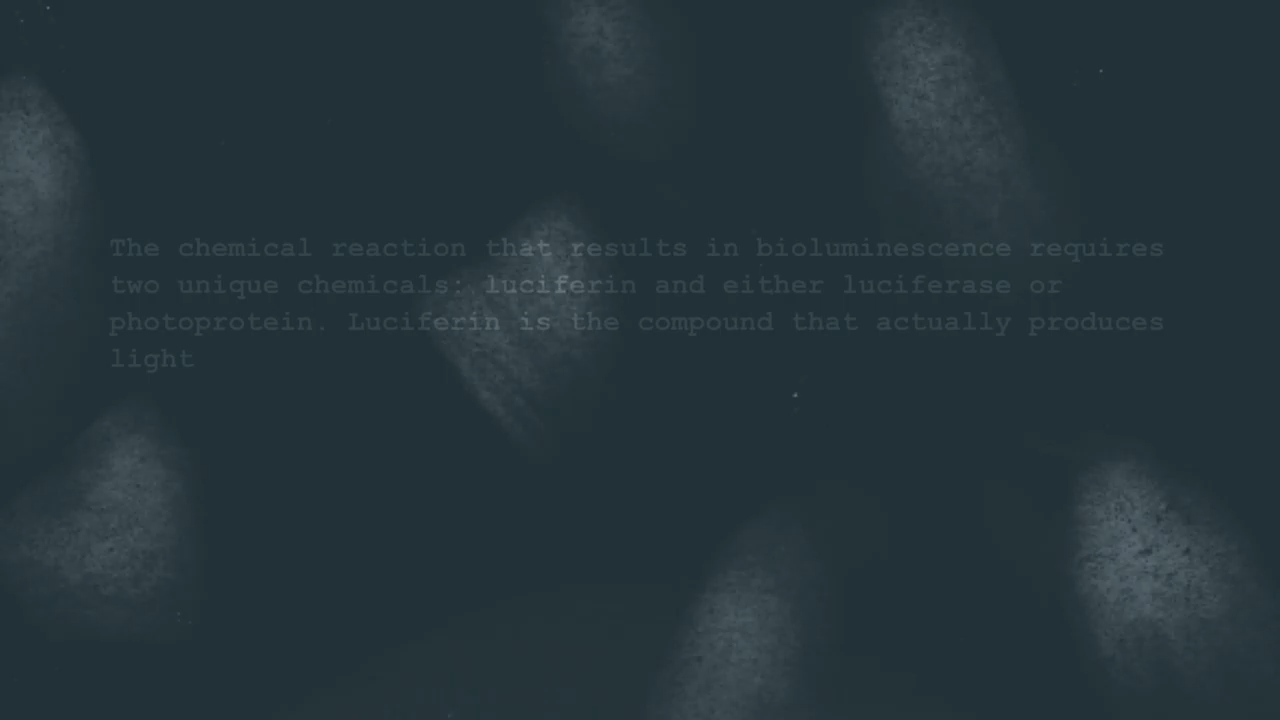 The chemical reaction that results in bioluminescence requires
two unique chemicals: luciferin and either luciferase or
photoprotein. Luciferin is the compound that actually produces
light